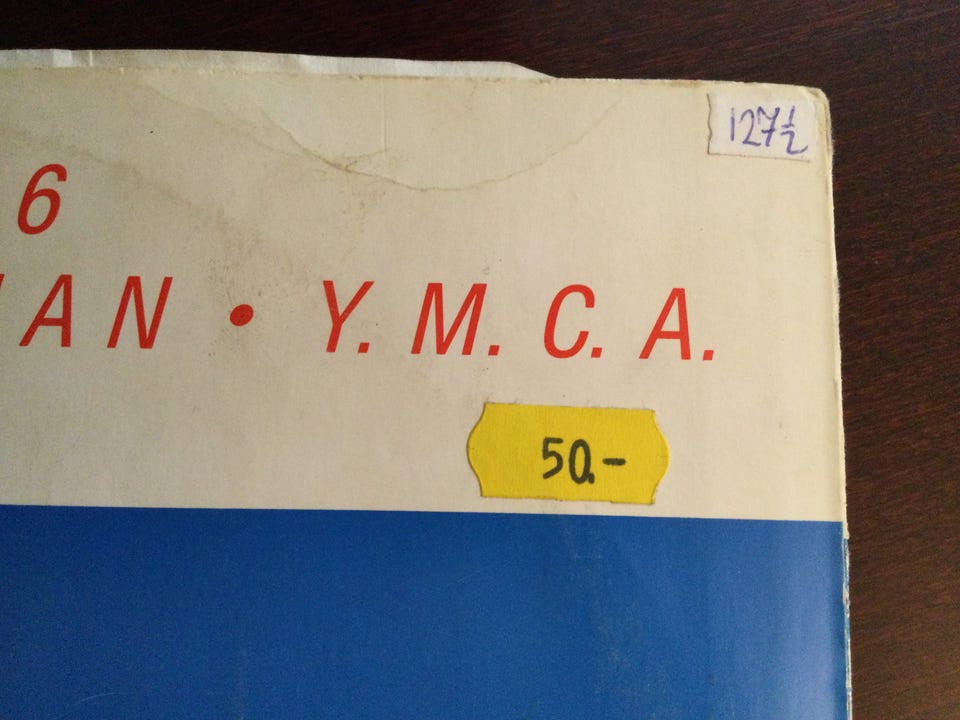 127½
6
AN • Y. M. C. A.
50.-